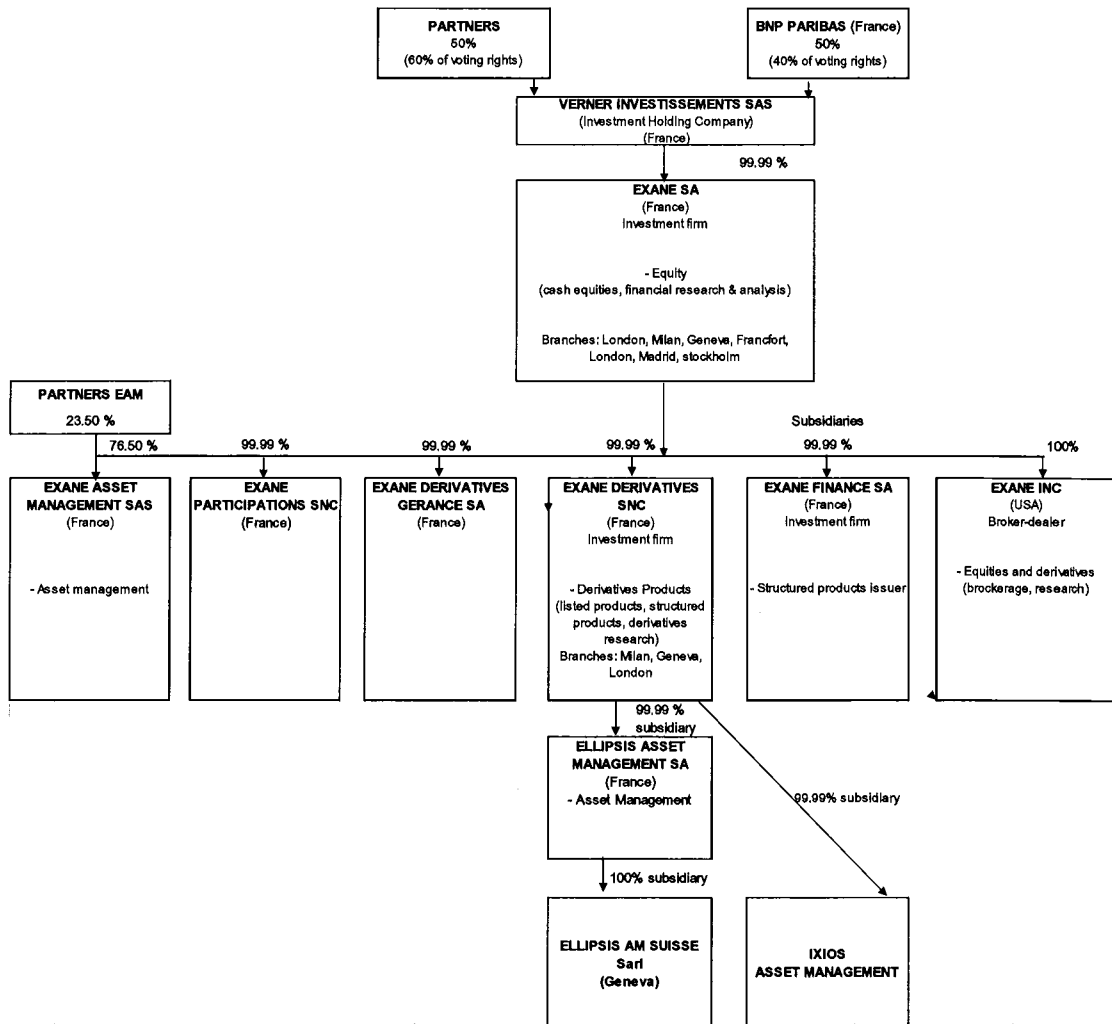 PARTNERS
50%
(60% of voting rights)
BNP PARIBAS (France)
50%
(40% of voting rights)
VERNER INVESTISSEMENTS SAS
(Investment Holding Company)
(France)
99.99 %
EXANE SA
(France)
Investment firm
- Equity
(cash equities, financial research & analysis)
Branches: London, Milan, Geneva, Francfort,
London, Madrid, stockholm
PARTNERS EAM
23.50 %
Subsidiaries
76.50 %
99.99 %
99.99 %
99.99 %
99.99 %
100%
EXANE ASSET
MANAGEMENT SAS
(France)
- Asset management
EXANE
PARTICIPATIONS SNC
(France)
EXANE DERIVATIVES
GERANCE SA
(France)
EXANE DERIVATIVES
SNC
(France)
Investment firm
- Derivatives Products
(listed products, structured
products, derivatives
research)
Branches: Milan, Geneva,
London
EXANE FINANCE SA
(France)
Investment firm
- Structured products issuer
EXANE INC
(USA)
Broker-dealer
- Equities and derivatives
(brokerage, research)
99.99 %
subsidiary
ELLIPSIS ASSET
MANAGEMENT SA
(France)
- Asset Management
99.99% subsidiary
100% subsidiary
ELLIPSIS AM SUISSE
Sarl
(Geneva)
IXIOS
ASSET MANAGEMENT